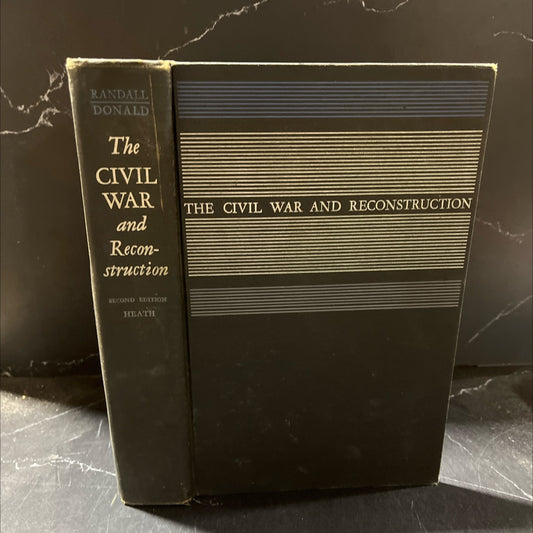 RANDALL
DONALD
The
CIVIL
WAR
and
Recon-
struction
SECOND EDITION
HEATH
THE CIVIL WAR AND RECONSTRUCTION